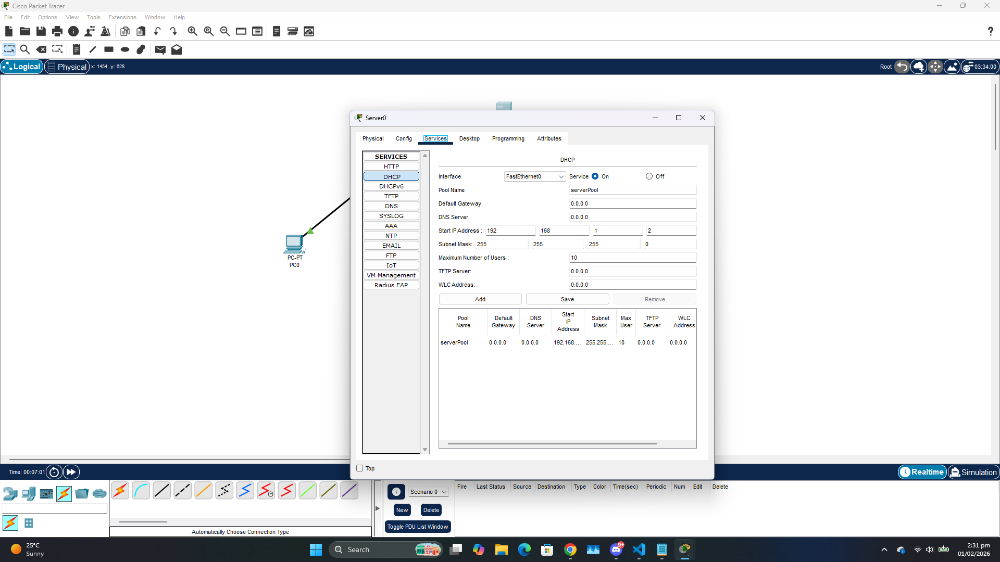 Cisco Packet Tracer
File Edit Options View Tools Extensions Window Help
Logical Physical x: 1454, y: 628 Root 03:34:00
Server0
Physical Config Services Desktop Programming Attributes
SERVICES
HTTP
DHCP
DHCPv6
TFTP
DNS
SYSLOG
AAA
NTP
EMAIL
FTP
IoT
VM Management
Radius EAP
DHCP
Interface FastEthernet0 Service On Off
Pool Name serverPool
Default Gateway 0.0.0.0
DNS Server 0.0.0.0
Start IP Address : 192 168 1 2
Subnet Mask: 255 255 255 0
Maximum Number of Users : 10
TFTP Server: 0.0.0.0
WLC Address: 0.0.0.0
Add Save Remove
Pool Name Default Gateway DNS Server Start IP Address Subnet Mask Max User TFTP Server WLC Address
serverPool 0.0.0.0 0.0.0.0 192.168.... 255.255.... 10 0.0.0.0 0.0.0.0
Top
PC-PT
PC0
Time: 00:07:01 Realtime Simulation
Scenario 0
New Delete
Toggle PDU List Window
Fire Last Status Source Destination Type Color Time(sec) Periodic Num Edit Delete
Automatically Choose Connection Type
25°C
Sunny
Search
9+
2:31 pm
01/02/2026